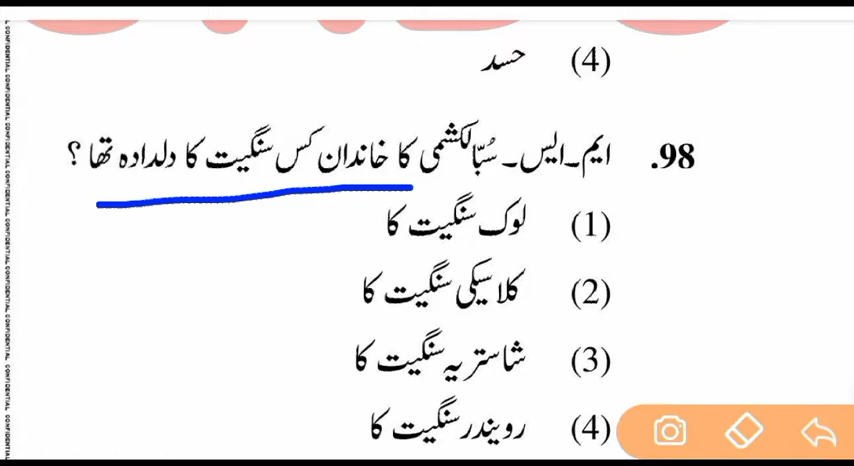 (4) حسد
98. ایم۔ایس۔ سُبّالکشمی کا خاندان کس سنگیت کا دلدادہ تھا ؟
(1) لوک سنگیت کا
(2) کلاسیکی سنگیت کا
(3) شاستریہ سنگیت کا
(4) رویندر سنگیت کا